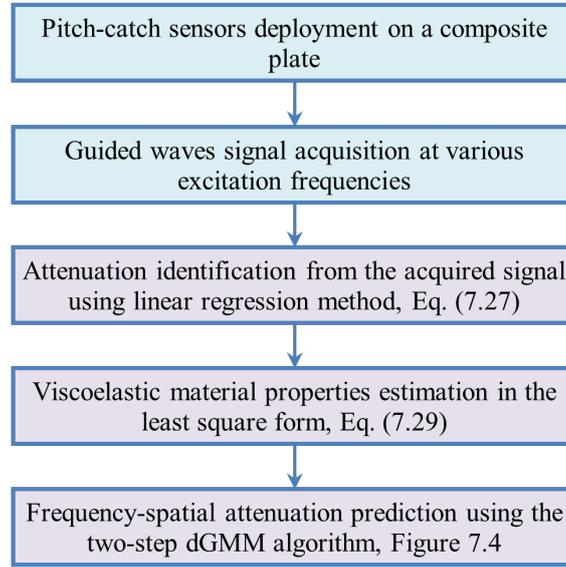 Pitch-catch sensors deployment on a composite
plate
Guided waves signal acquisition at various
excitation frequencies
Attenuation identification from the acquired signal
using linear regression method, Eq. (7.27)
Viscoelastic material properties estimation in the
least square form, Eq. (7.29)
Frequency-spatial attenuation prediction using the
two-step dGMM algorithm, Figure 7.4